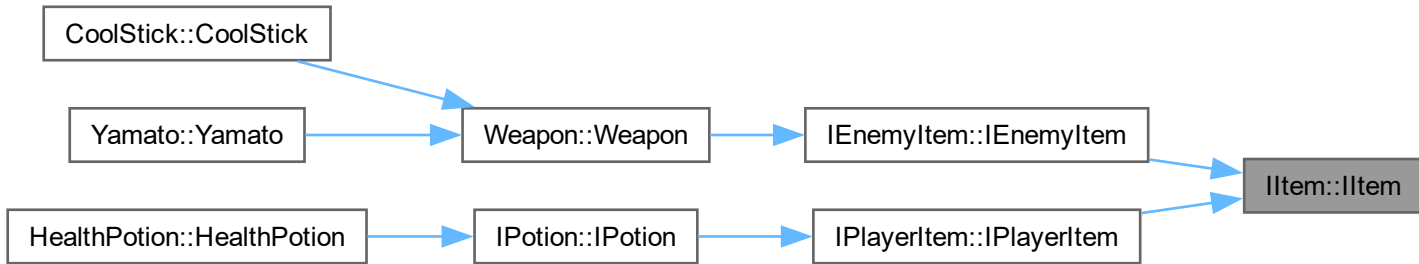 CoolStick::CoolStick
Yamato::Yamato
Weapon::Weapon
IEnemyItem::IEnemyItem
IItem::IItem
HealthPotion::HealthPotion
IPotion::IPotion
IPlayerItem::IPlayerItem